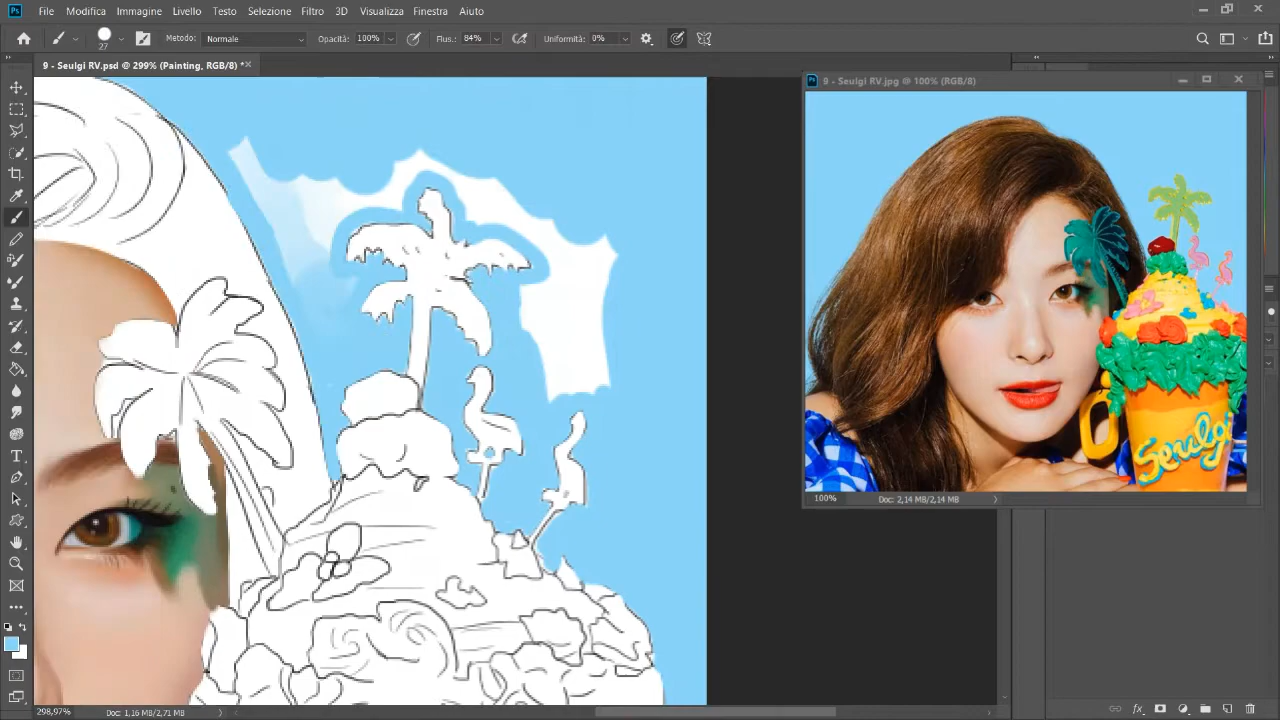 Ps File Modifica Immagine Livello Testo Selezione Filtro 3D Visualizza Finestra Aiuto
27 Metodo: Normale Opacità: 100% Flus.: 84% Uniformità: 0%
9 - Seulgi RV.psd @ 299% (Painting, RGB/8) *
9 - Seulgi RV.jpg @ 100% (RGB/8)
Seulgi
100% Doc: 2,14 MB/2,14 MB
298,97% Doc: 1,16 MB/2,71 MB